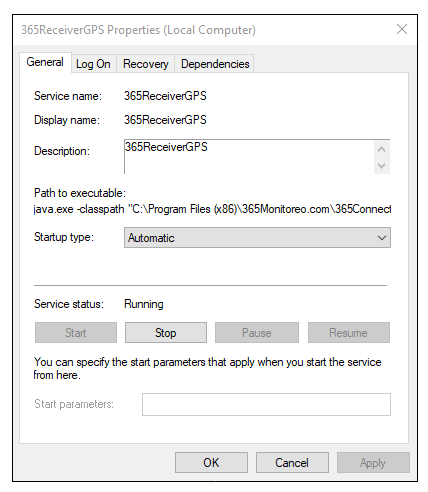 365ReceiverGPS Properties (Local Computer)
General Log On Recovery Dependencies
Service name: 365ReceiverGPS
Display name: 365ReceiverGPS
Description: 365ReceiverGPS
Path to executable:
java.exe -classpath "C:\Program Files (x86)\365Monitoreo.com\365Connect
Startup type: Automatic
Service status: Running
Start Stop Pause Resume
You can specify the start parameters that apply when you start the service
from here.
Start parameters:
OK Cancel Apply